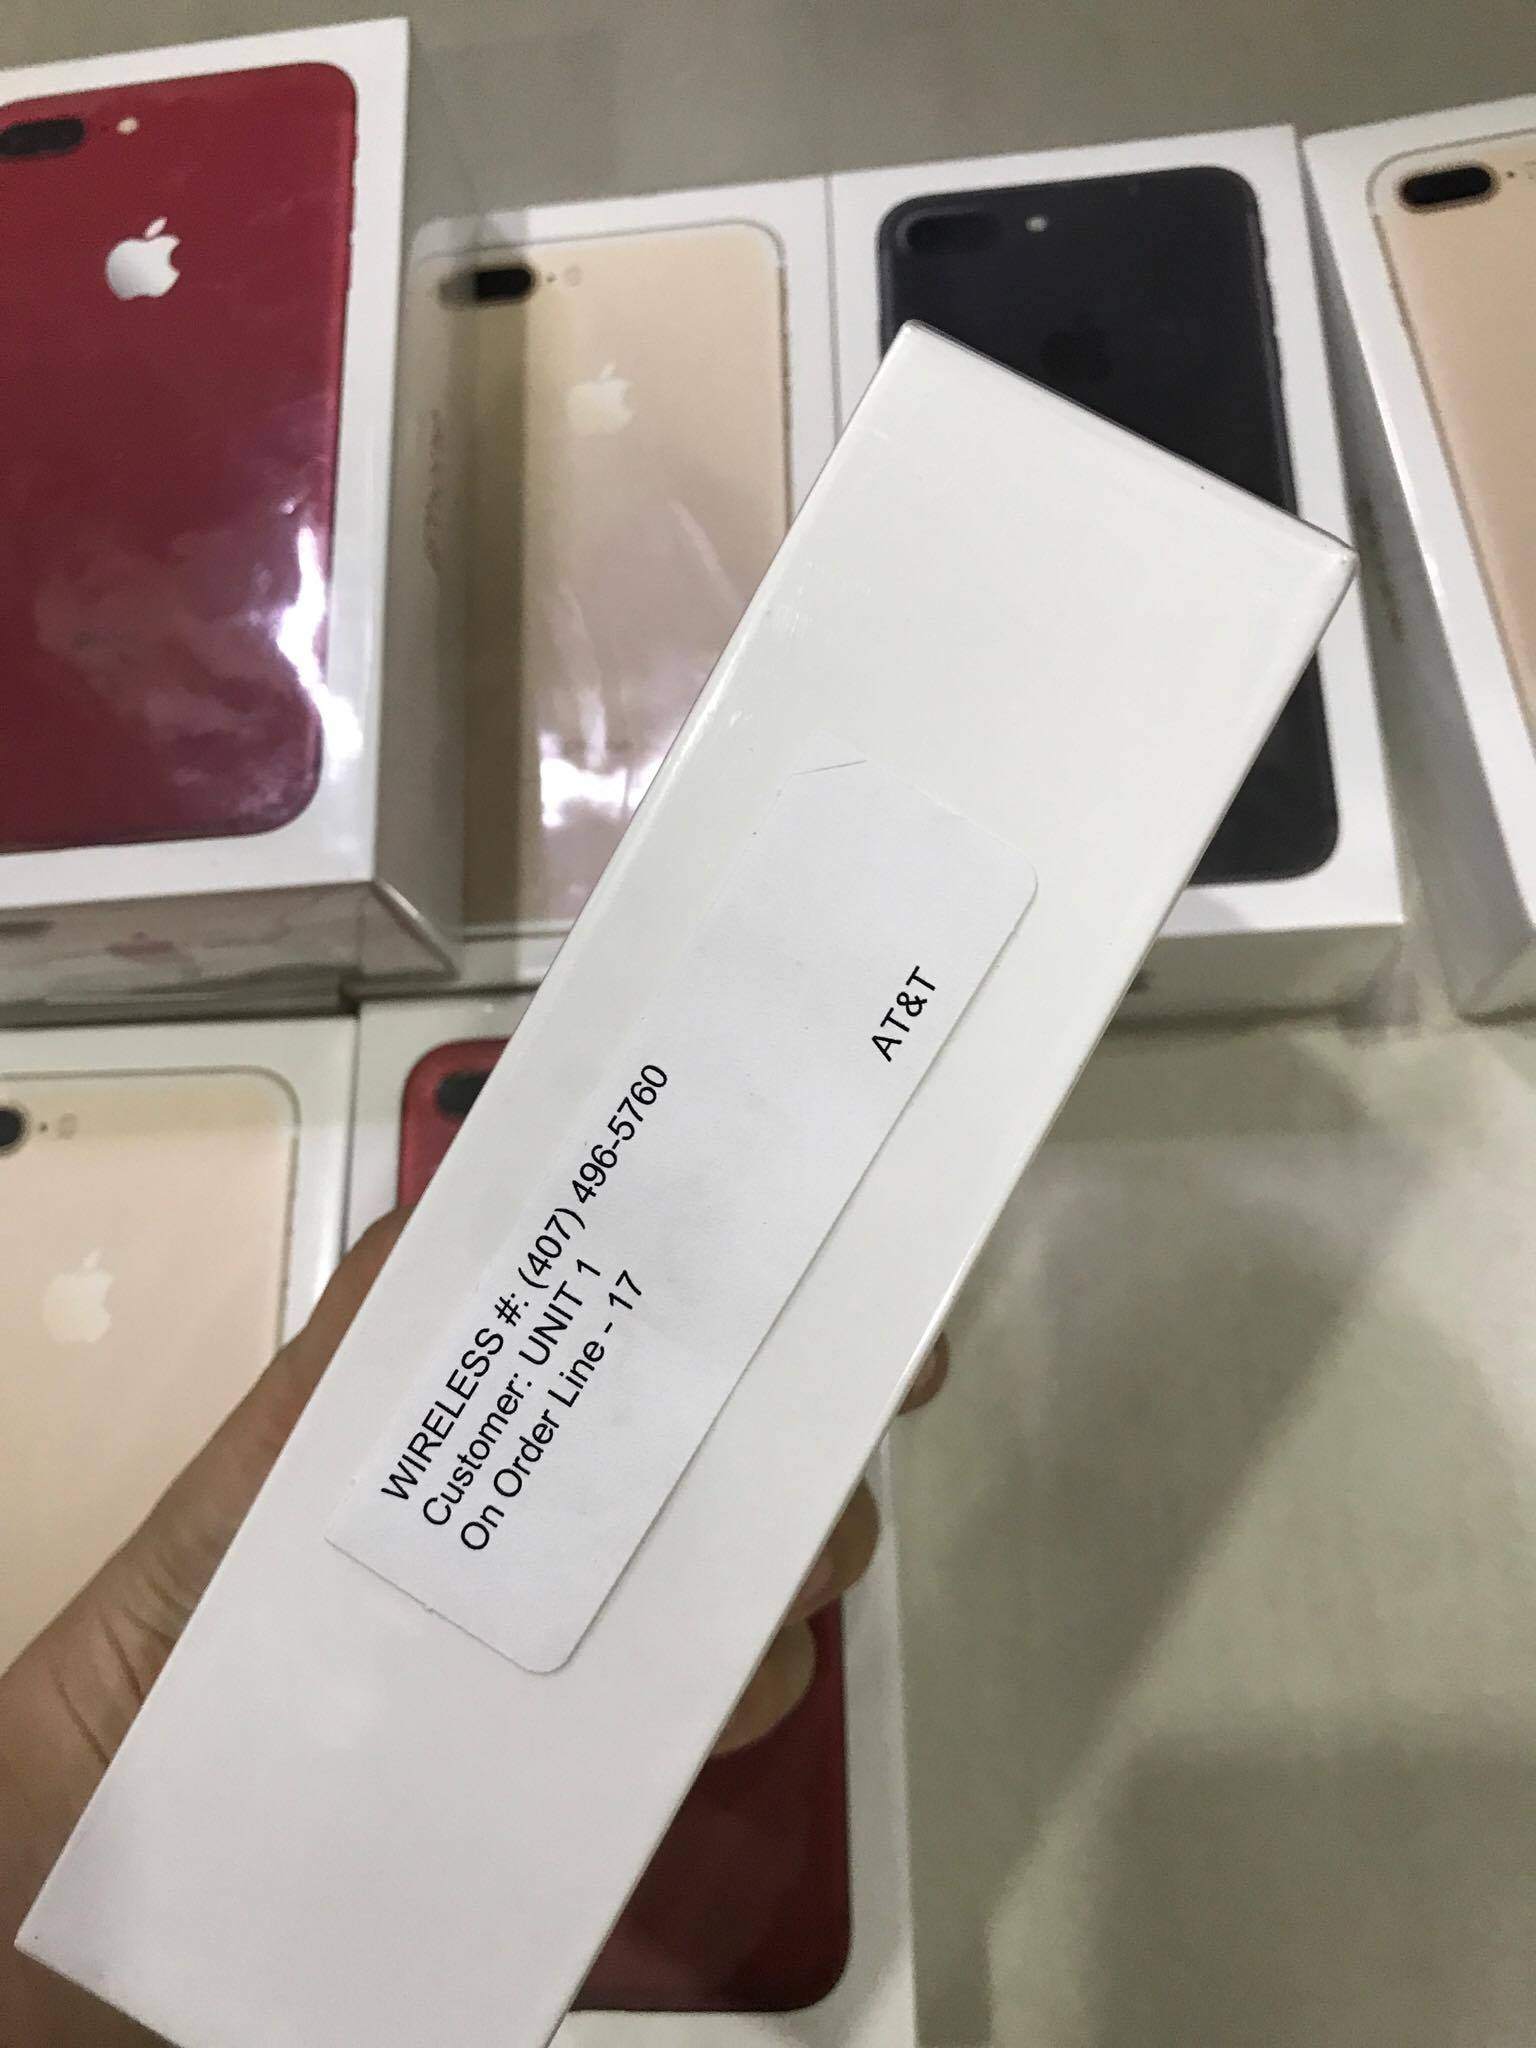 WIRELESS #: (407) 496-5760
Customer: UNIT 1
On Order Line - 17
AT&T